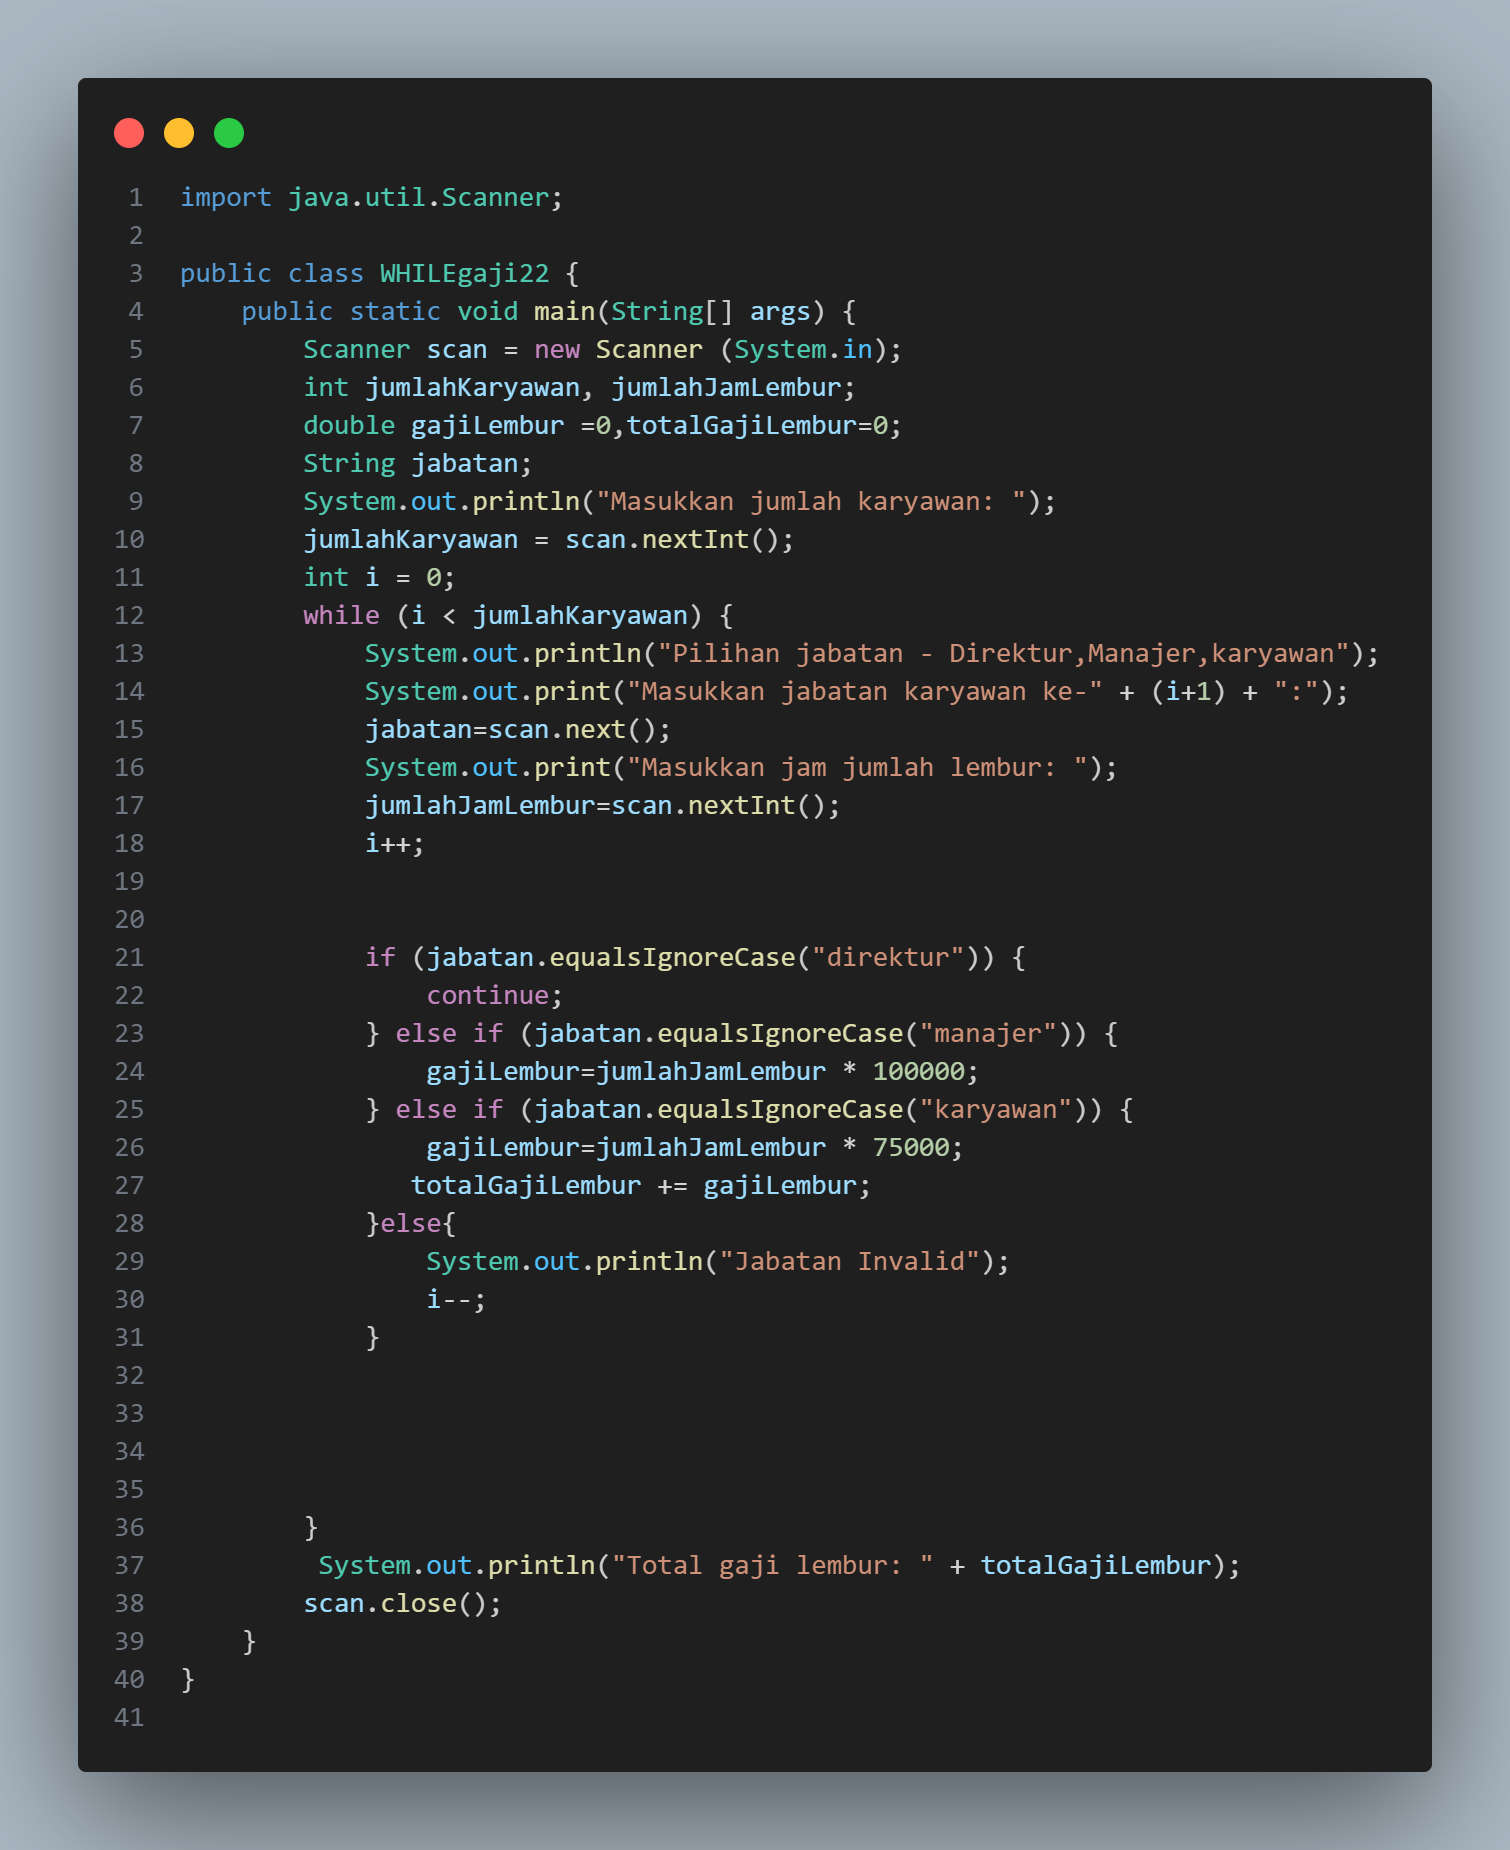 1 import java.util.Scanner;
2
3 public class WHILEgaji22 {
4     public static void main(String[] args) {
5         Scanner scan = new Scanner (System.in);
6         int jumlahKaryawan, jumlahJamLembur;
7         double gajiLembur =0,totalGajiLembur=0;
8         String jabatan;
9         System.out.println("Masukkan jumlah karyawan: ");
10         jumlahKaryawan = scan.nextInt();
11         int i = 0;
12         while (i < jumlahKaryawan) {
13             System.out.println("Pilihan jabatan - Direktur,Manajer,karyawan");
14             System.out.print("Masukkan jabatan karyawan ke-" + (i+1) + ":");
15             jabatan=scan.next();
16             System.out.print("Masukkan jam jumlah lembur: ");
17             jumlahJamLembur=scan.nextInt();
18             i++;
19
20
21             if (jabatan.equalsIgnoreCase("direktur")) {
22                 continue;
23             } else if (jabatan.equalsIgnoreCase("manajer")) {
24                 gajiLembur=jumlahJamLembur * 100000;
25             } else if (jabatan.equalsIgnoreCase("karyawan")) {
26                 gajiLembur=jumlahJamLembur * 75000;
27                totalGajiLembur += gajiLembur;
28             }else{
29                 System.out.println("Jabatan Invalid");
30                 i--;
31             }
32
33
34
35
36         }
37          System.out.println("Total gaji lembur: " + totalGajiLembur);
38         scan.close();
39     }
40 }
41